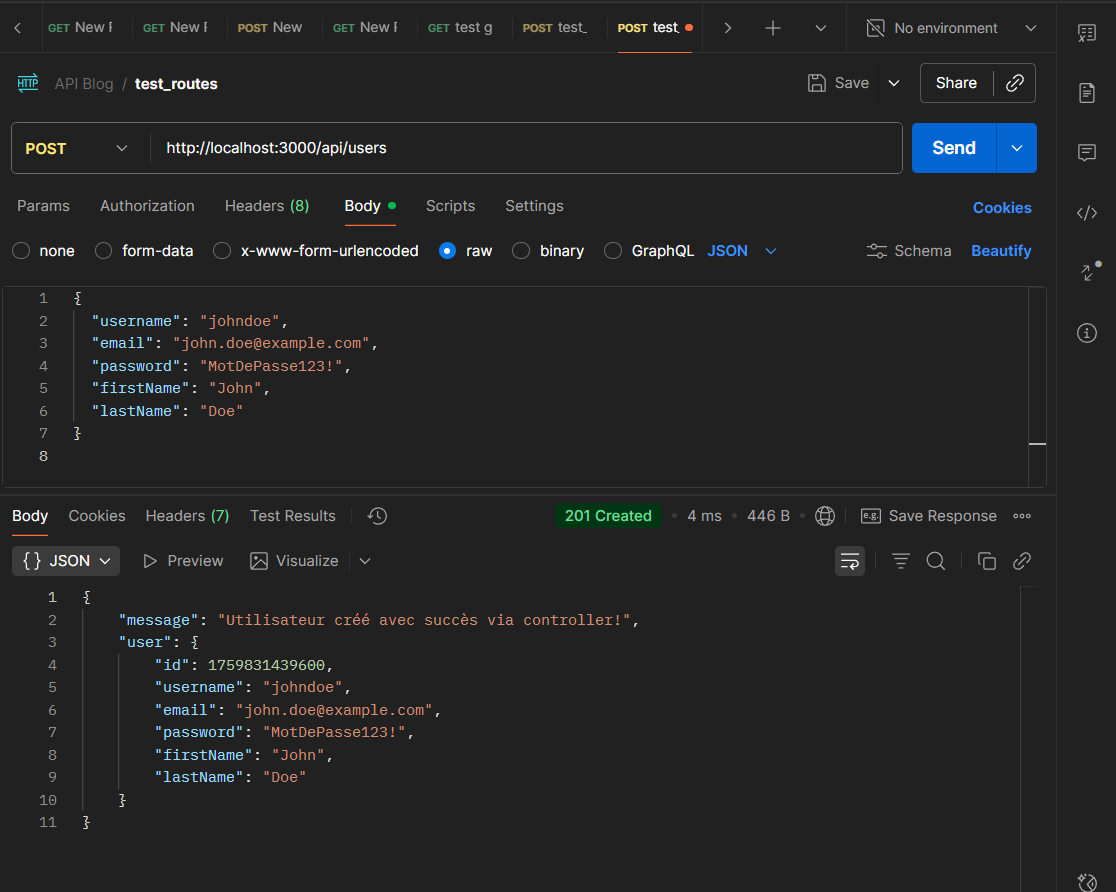 GET New F GET New F POST New GET New F GET test g POST test_ POST test_ No environment
HTTP API Blog / test_routes Save Share
POST http://localhost:3000/api/users Send
Params Authorization Headers (8) Body Scripts Settings Cookies
none form-data x-www-form-urlencoded raw binary GraphQL JSON Schema Beautify
1 {
2 "username": "johndoe",
3 "email": "john.doe@example.com",
4 "password": "MotDePasse123!",
5 "firstName": "John",
6 "lastName": "Doe"
7 }
8
Body Cookies Headers (7) Test Results 201 Created • 4 ms • 446 B • e.g. Save Response
{} JSON Preview Visualize
1 {
2 "message": "Utilisateur créé avec succès via controller!",
3 "user": {
4 "id": 1759831439600,
5 "username": "johndoe",
6 "email": "john.doe@example.com",
7 "password": "MotDePasse123!",
8 "firstName": "John",
9 "lastName": "Doe"
10 }
11 }